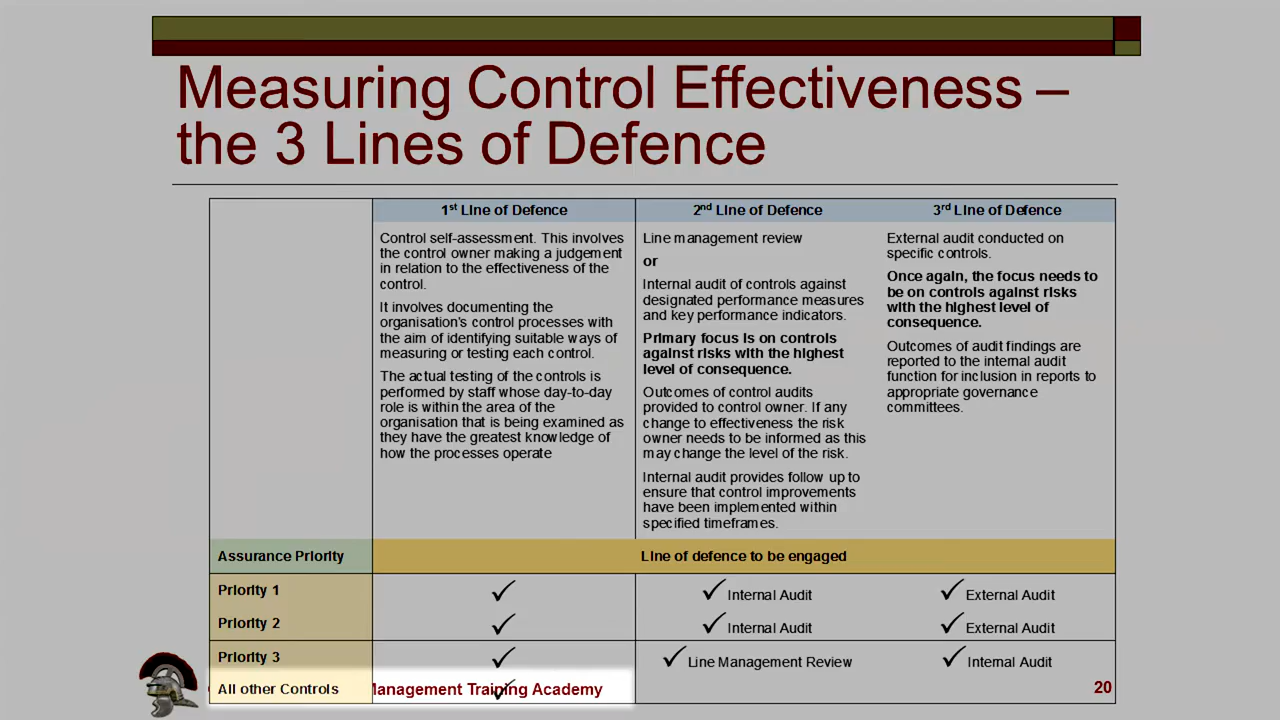 Measuring Control Effectiveness –
the 3 Lines of Defence
1st Line of Defence
2nd Line of Defence
3rd Line of Defence
Control self-assessment. This involves
the control owner making a judgement
in relation to the effectiveness of the
control.
It involves documenting the
organisation's control processes with
the aim of identifying suitable ways of
measuring or testing each control.
The actual testing of the controls is
performed by staff whose day-to-day
role is within the area of the
organisation that is being examined as
they have the greatest knowledge of
how the processes operate
Line management review
or
Internal audit of controls against
designated performance measures
and key performance indicators.
Primary focus is on controls
against risks with the highest
level of consequence.
Outcomes of control audits
provided to control owner. If any
change to effectiveness the risk
owner needs to be informed as this
may change the level of the risk.
Internal audit provides follow up to
ensure that control improvements
have been implemented within
specified timeframes.
External audit conducted on
specific controls.
Once again, the focus needs to
be on controls against risks
with the highest level of
consequence.
Outcomes of audit findings are
reported to the internal audit
function for inclusion in reports to
appropriate governance
committees.
Assurance Priority
Line of defence to be engaged
Priority 1 ✓ ✓ Internal Audit ✓ External Audit
Priority 2 ✓ ✓ Internal Audit ✓ External Audit
Priority 3 ✓ ✓ Line Management Review ✓ Internal Audit
All other Controls ✓
Management Training Academy
20